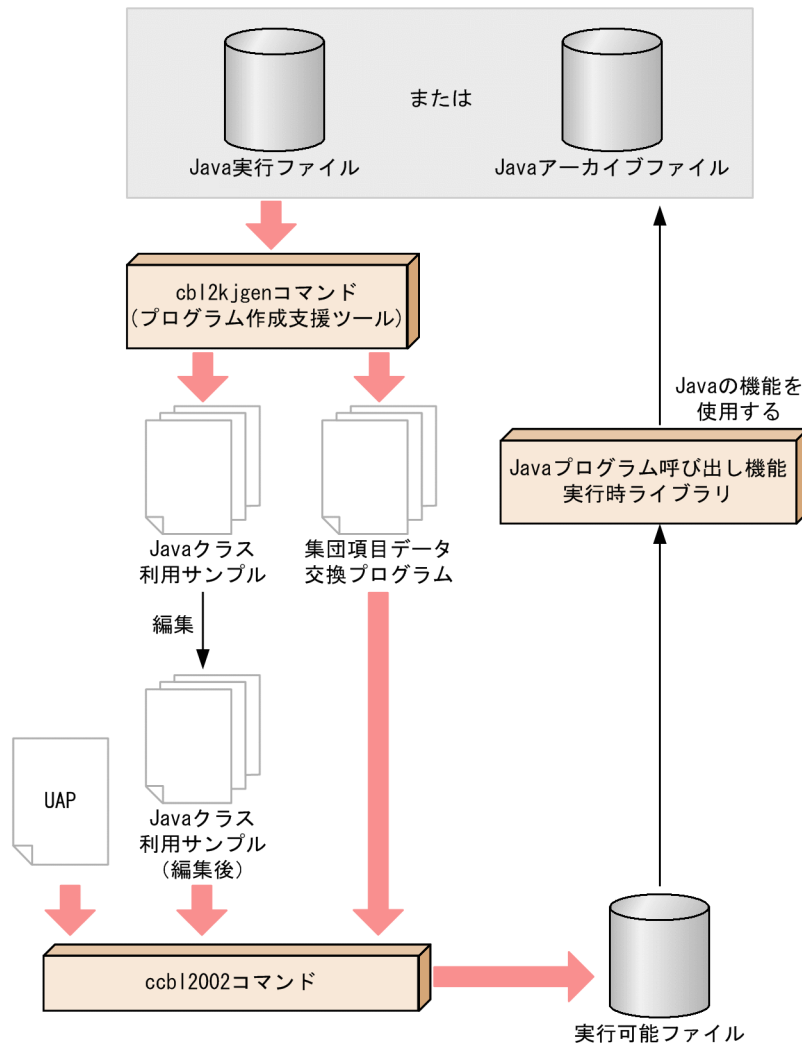 または
Java実行ファイル
Javaアーカイブファイル
cbl2kjgenコマンド
(プログラム作成支援ツール)
Javaの機能を
使用する
Javaプログラム呼び出し機能
実行時ライブラリ
Javaクラス
利用サンプル
集団項目データ
交換プログラム
編集
UAP
Javaクラス
利用サンプル
(編集後)
ccbl2002コマンド
実行可能ファイル